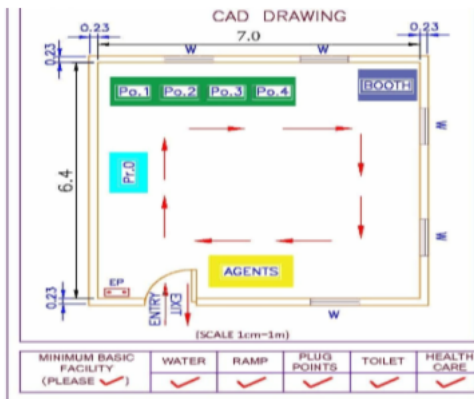 CAD DRAWING
0.23 7.0 0.23
W W
0.23
Po.1 Po.2 Po.3 Po.4 BOOTH
W
6.4
Pr.O
W
AGENTS
EP
0.23
ENTRY EXIT
W
(SCALE 1cm=1m)
MINIMUM BASIC FACILITY (PLEASE ✓) WATER RAMP PLUG POINTS TOILET HEALTH CARE
✓ ✓ ✓ ✓ ✓